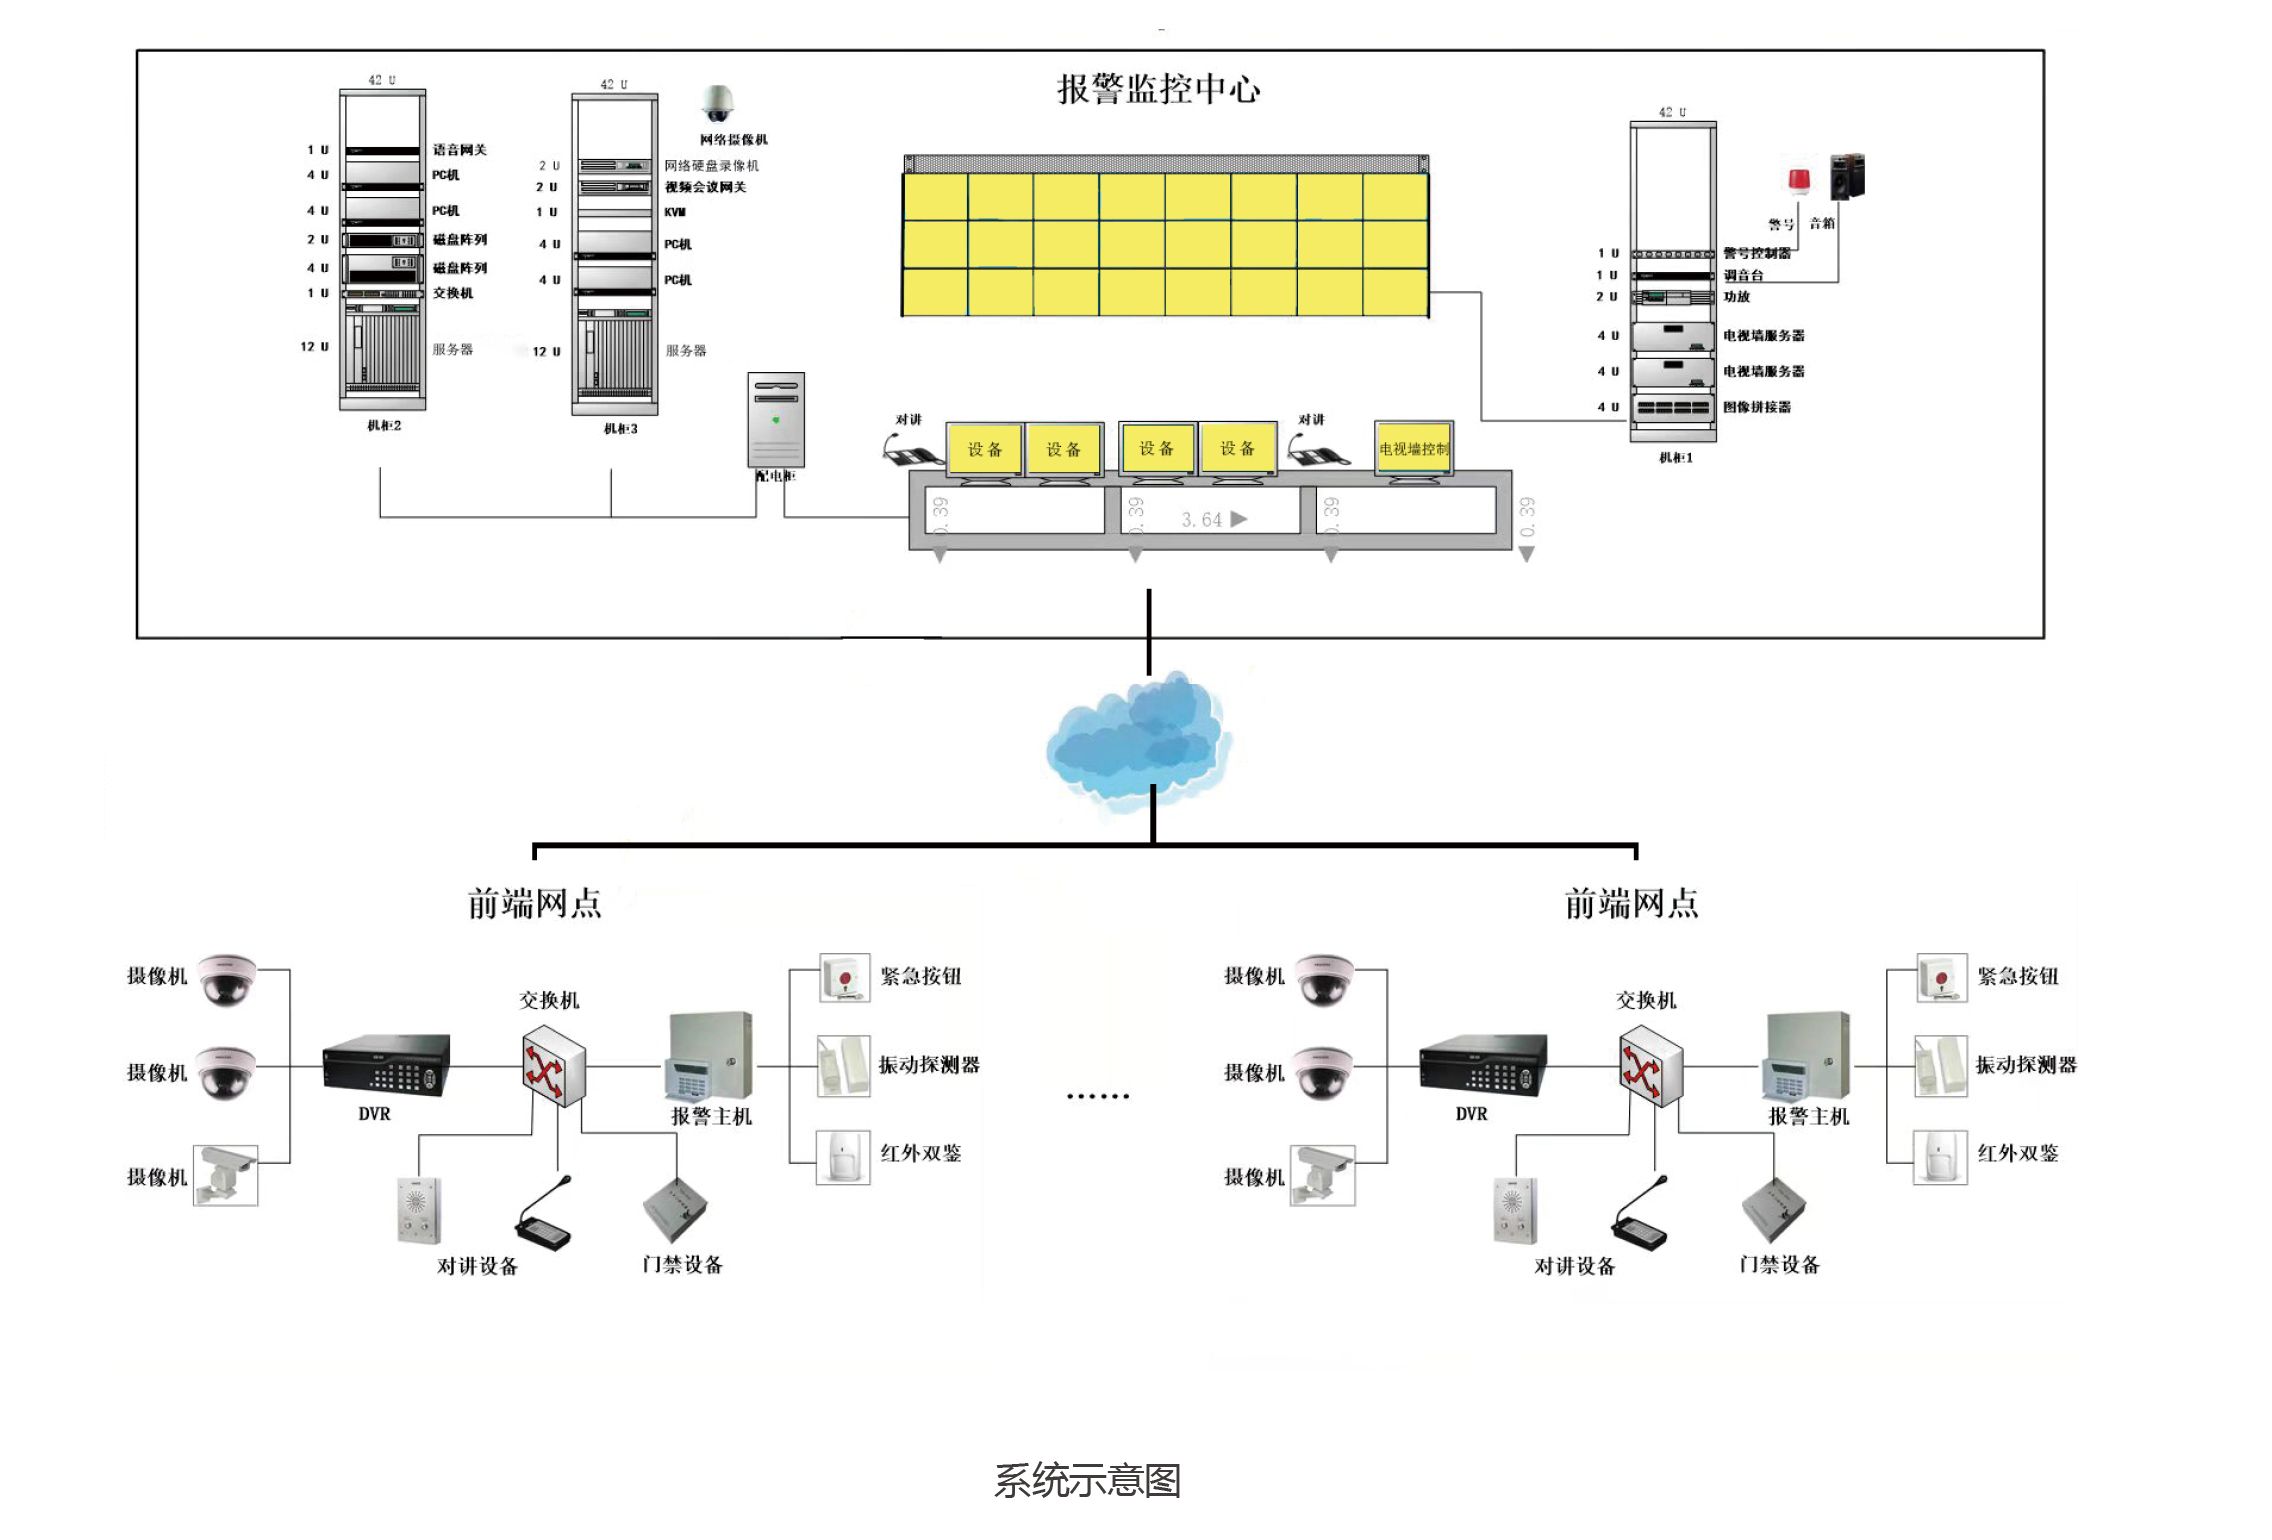 报警监控中心
42 U
1 U 语音网关
4 U PC机
4 U PC机
2 U 磁盘阵列
4 U 磁盘阵列
1 U 交换机
12 U 服务器
机柜2
42 U
网络摄像机
2 U 网络硬盘录像机
2 U 视频会议网关
1 U KVM
4 U PC机
4 U PC机
12 U 服务器
机柜3
配电柜
对讲
设备
设备
设备
设备
对讲
电视墙控制
0.39
0.39
3.64
0.39
0.39
42 U
警号
音箱
1 U 警号控制器
1 U 调音台
2 U 功放
4 U 电视墙服务器
4 U 电视墙服务器
4 U 图像拼接器
机柜1
前端网点
摄像机
摄像机
摄像机
DVR
交换机
报警主机
紧急按钮
振动探测器
红外双鉴
对讲设备
门禁设备
······
前端网点
摄像机
摄像机
摄像机
DVR
交换机
报警主机
紧急按钮
振动探测器
红外双鉴
对讲设备
门禁设备
系统示意图